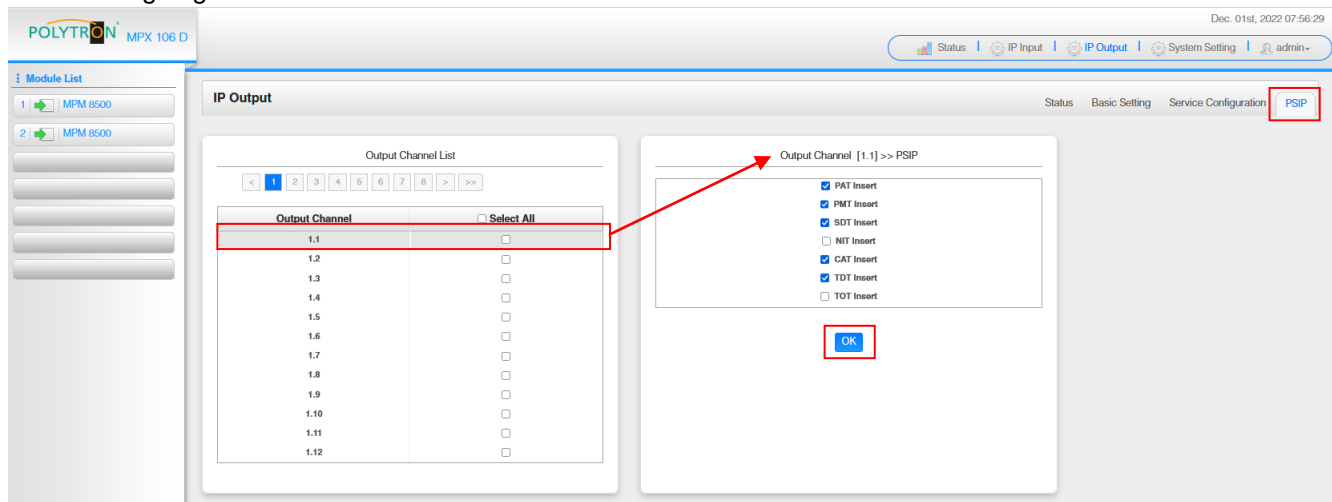 POLYTRON MPX 106 D
Dec. 01st, 2022 07:56:29
Status IP Input IP Output System Setting admin
Module List
1 MPM 8500
2 MPM 8500
IP Output
Status Basic Setting Service Configuration PSIP
Output Channel List
< 1 2 3 4 5 6 7 8 > >>
Output Channel Select All
1.1
1.2
1.3
1.4
1.5
1.6
1.7
1.8
1.9
1.10
1.11
1.12
Output Channel [1.1] >> PSIP
PAT Insert
PMT Insert
SDT Insert
NIT Insert
CAT Insert
TDT Insert
TOT Insert
OK